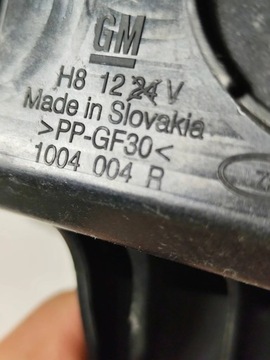 GM
H8 12 24 V
Made in Slovakia
>PP-GF30<
1004 004 R